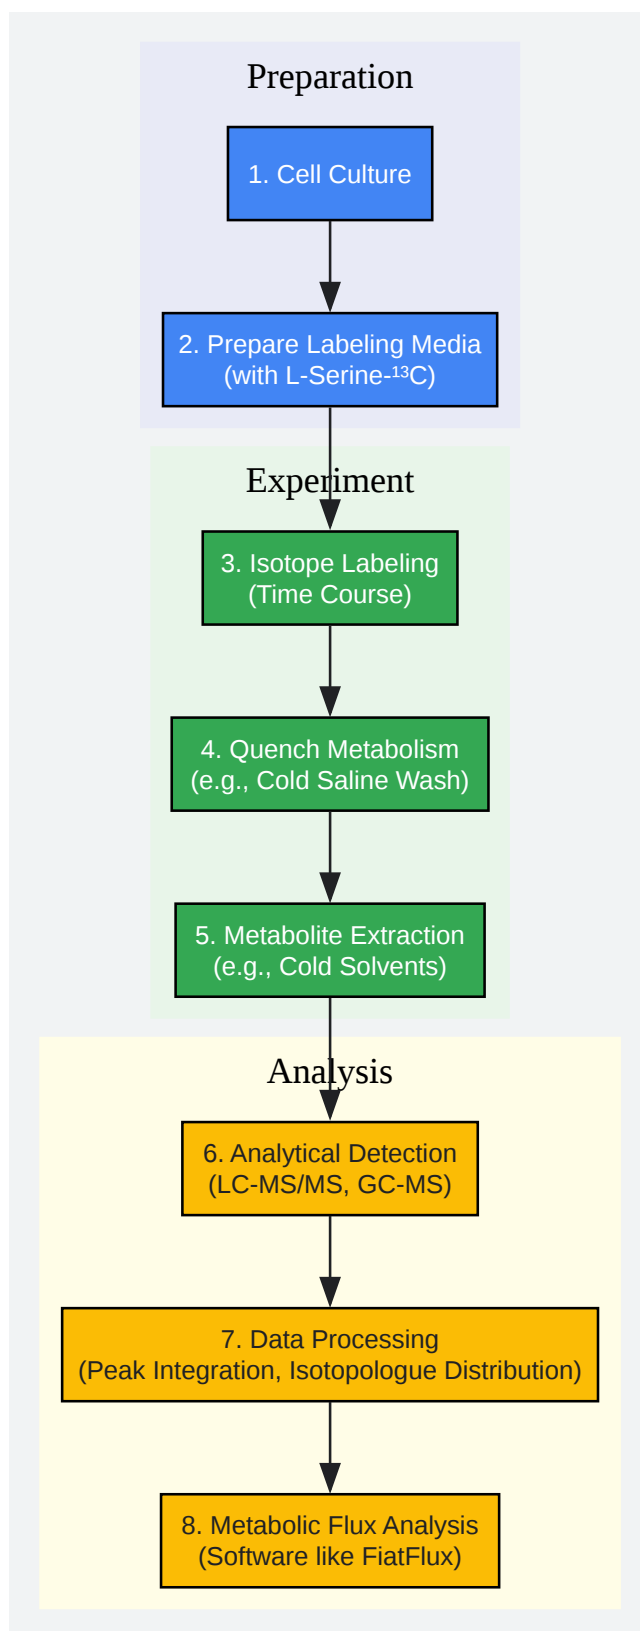 Preparation
1. Cell Culture
2. Prepare Labeling Media
(with L-Serine-¹³C)
Experiment
3. Isotope Labeling
(Time Course)
4. Quench Metabolism
(e.g., Cold Saline Wash)
5. Metabolite Extraction
(e.g., Cold Solvents)
Analysis
6. Analytical Detection
(LC-MS/MS, GC-MS)
7. Data Processing
(Peak Integration, Isotopologue Distribution)
8. Metabolic Flux Analysis
(Software like FiatFlux)